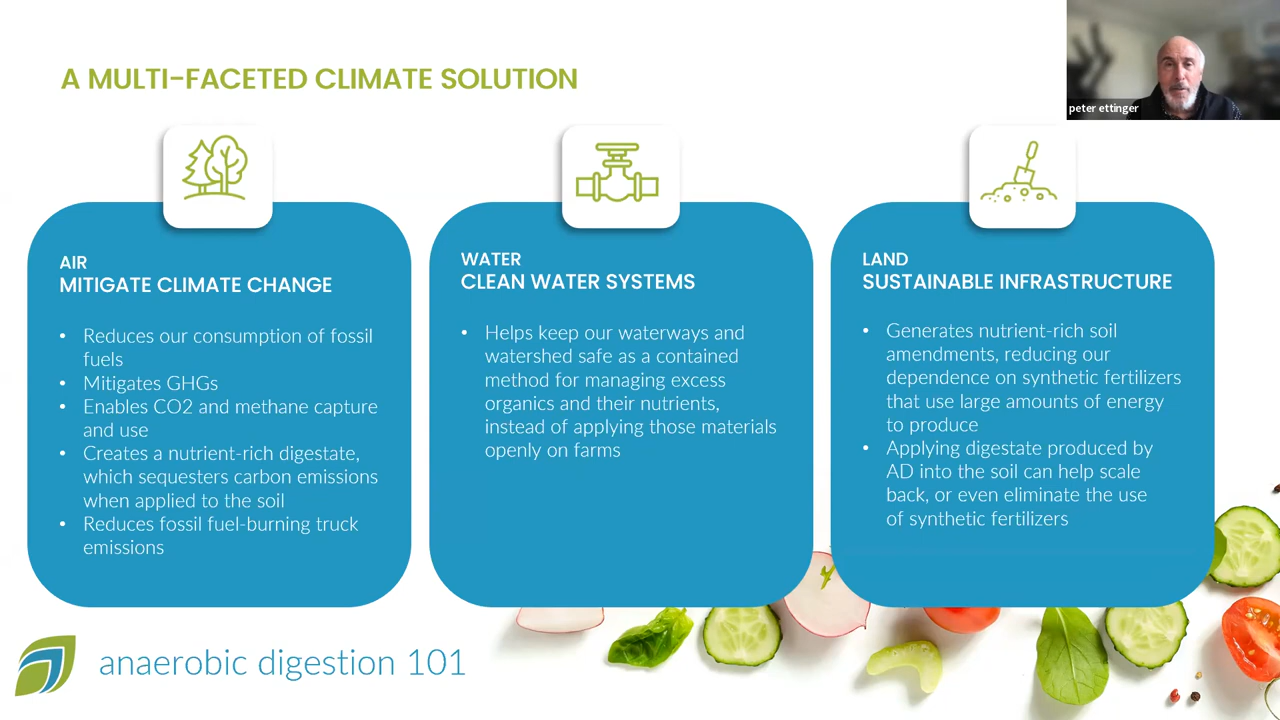 A MULTI-FACETED CLIMATE SOLUTION
peter ettinger
AIR
MITIGATE CLIMATE CHANGE
• Reduces our consumption of fossil
fuels
• Mitigates GHGs
• Enables CO2 and methane capture
and use
• Creates a nutrient-rich digestate,
which sequesters carbon emissions
when applied to the soil
• Reduces fossil fuel-burning truck
emissions
WATER
CLEAN WATER SYSTEMS
• Helps keep our waterways and
watershed safe as a contained
method for managing excess
organics and their nutrients,
instead of applying those materials
openly on farms
LAND
SUSTAINABLE INFRASTRUCTURE
• Generates nutrient-rich soil
amendments, reducing our
dependence on synthetic fertilizers
that use large amounts of energy
to produce
• Applying digestate produced by
AD into the soil can help scale
back, or even eliminate the use
of synthetic fertilizers
anaerobic digestion 101